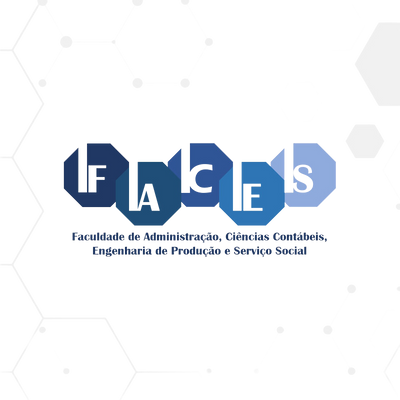 FACES
Faculdade de Administração, Ciências Contábeis,
Engenharia de Produção e Serviço Social